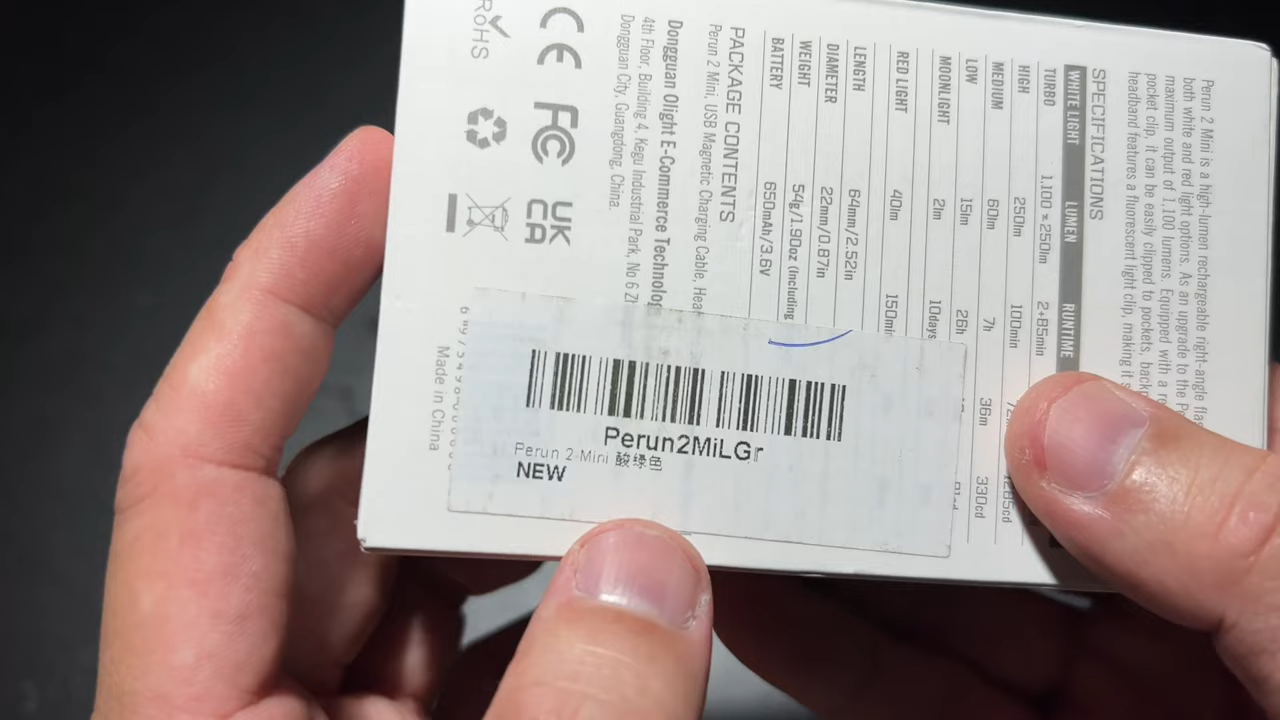 Perun 2 Mini is a high-lumen rechargeable right-angle
both white and red light options. As an upgrade to the
maximum output of 1,100 lumens. Equipped with a
pocket clip, it can be easily clipped to pockets,
headband features a fluorescent light clip, making it
SPECIFICATIONS
WHITE LIGHT LUMEN RUNTIME
TURBO 1,100~250lm 2+85min
HIGH 250lm 100min 1285cd
MEDIUM 60lm 7h 36m 330cd
LOW 15lm 26h
MOONLIGHT 2lm 10days
RED LIGHT 40lm
LENGTH 64mm/2.52in
DIAMETER 22mm/0.87in
WEIGHT 54g/1.90oz (Including
BATTERY 650mAh/3.6V
PACKAGE CONTENTS
Perun 2 Mini, USB Magnetic Charging Cable,
Dongguan Olight E-Commerce
4th Floor, Building 4, Kegu Industrial Park, No 6
Dongguan City, Guangdong, China.
CE FC UK CA
RoHS
Made in China
Perun2MiLGr
Perun 2 Mini 酸绿色
NEW